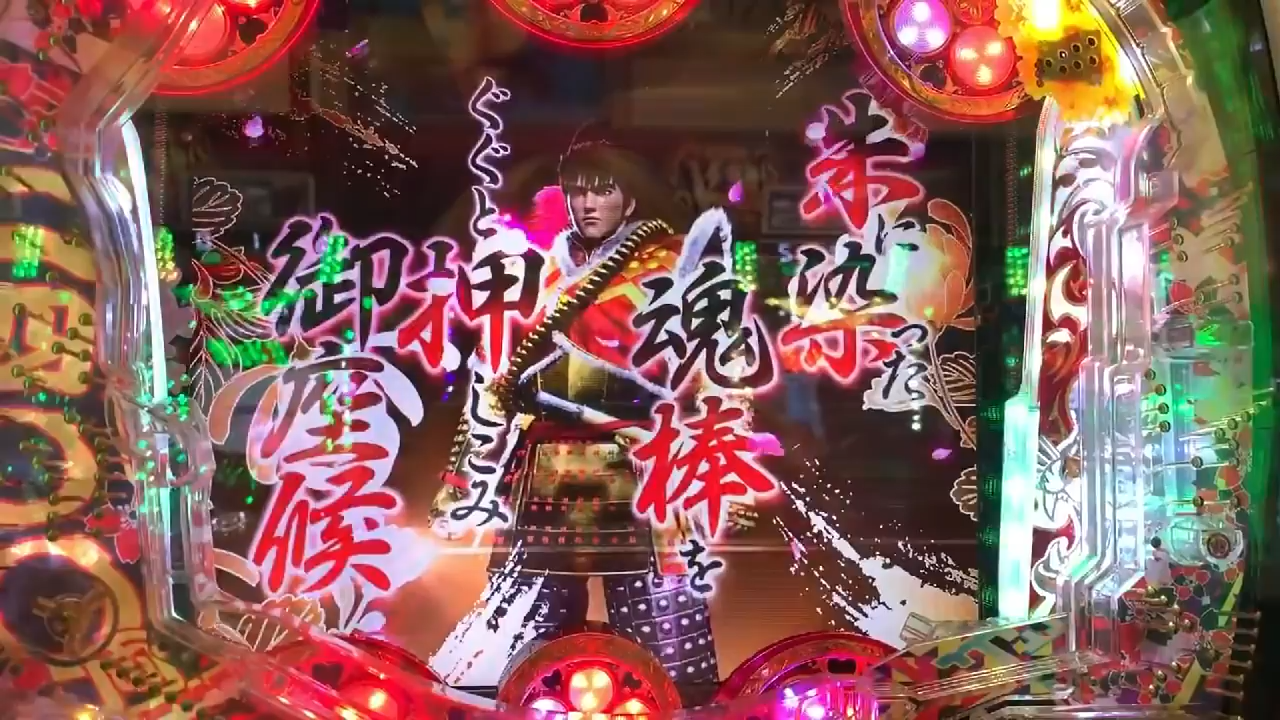 朱に染った
魂棒を
ぐぐと押しこみ
御座候